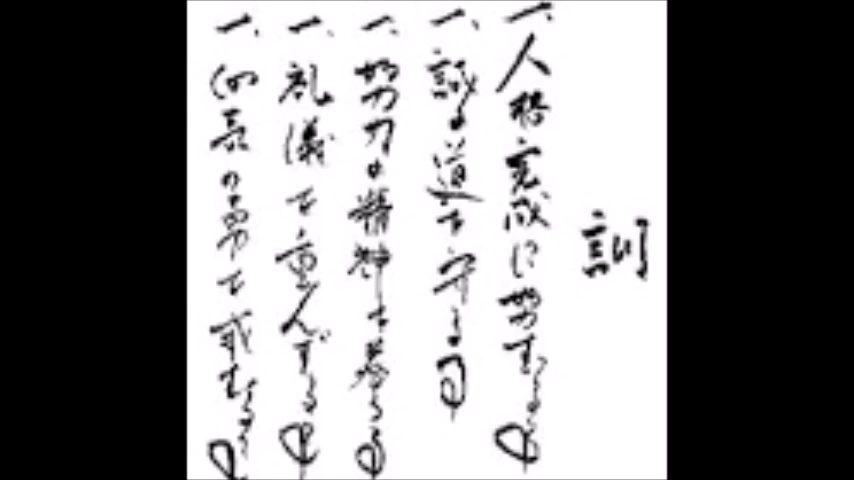 訓
一、人格完成に努むること
一、誠の道を守ること
一、努力の精神を養うこと
一、礼儀を重んずること
一、血気の勇を戒むること